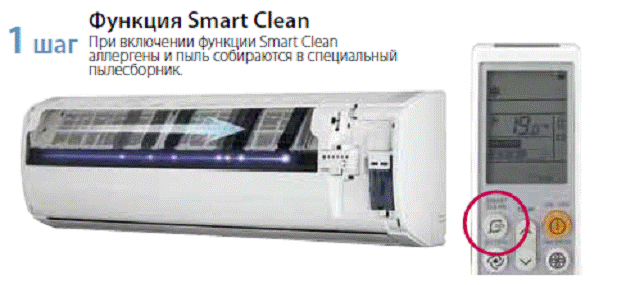 Функция Smart Clean
1 шаг
При включении функции Smart Clean
аллергены и пыль собираются в специальный
пылесборник.